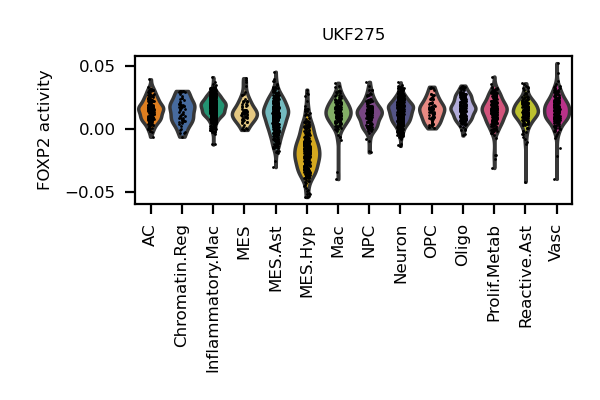 UKF275
FOXP2 activity
0.05
0.00
−0.05
AC
Chromatin.Reg
Inflammatory.Mac
MES
MES.Ast
MES.Hyp
Mac
NPC
Neuron
OPC
Oligo
Prolif.Metab
Reactive.Ast
Vasc